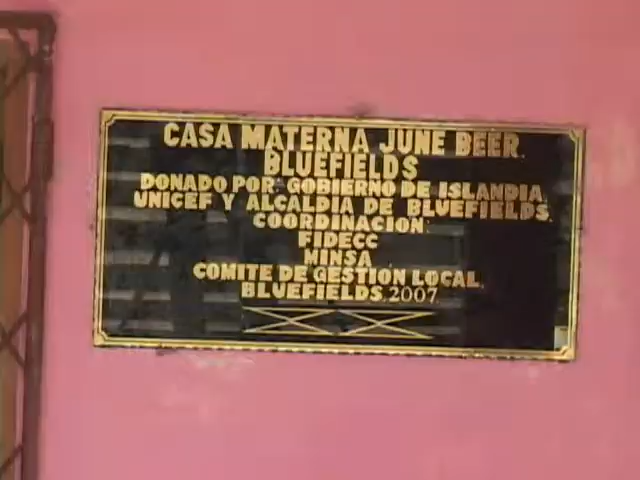 CASA MATERNA JUNE BEER.
BLUEFIELDS
DONADO POR: GOBIERNO DE ISLANDIA,
UNICEF Y ALCALDIA DE BLUEFIELDS.
COORDINACION:
FIDECC
MINSA
COMITE DE GESTION LOCAL.
BLUEFIELDS, 2007.